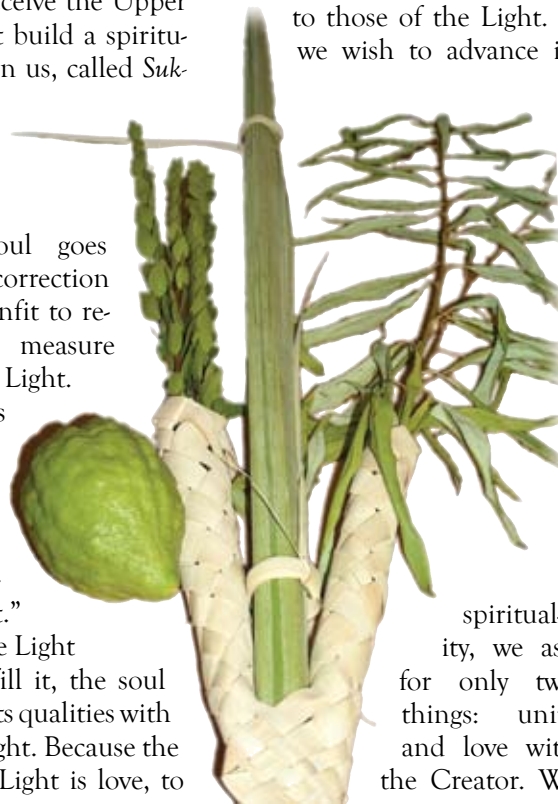 ceive the Upper
t build a spiritu-
n us, called Suk-
oul goes
correction
nfit to re-
measure
Light.
s
t.”
e Light
ill it, the soul
ts qualities with
ght. Because the
Light is love, to
to those of the Light.
we wish to advance i
spiritual-
ity, we as
for only tw
things: uni
and love wit
the Creator. W